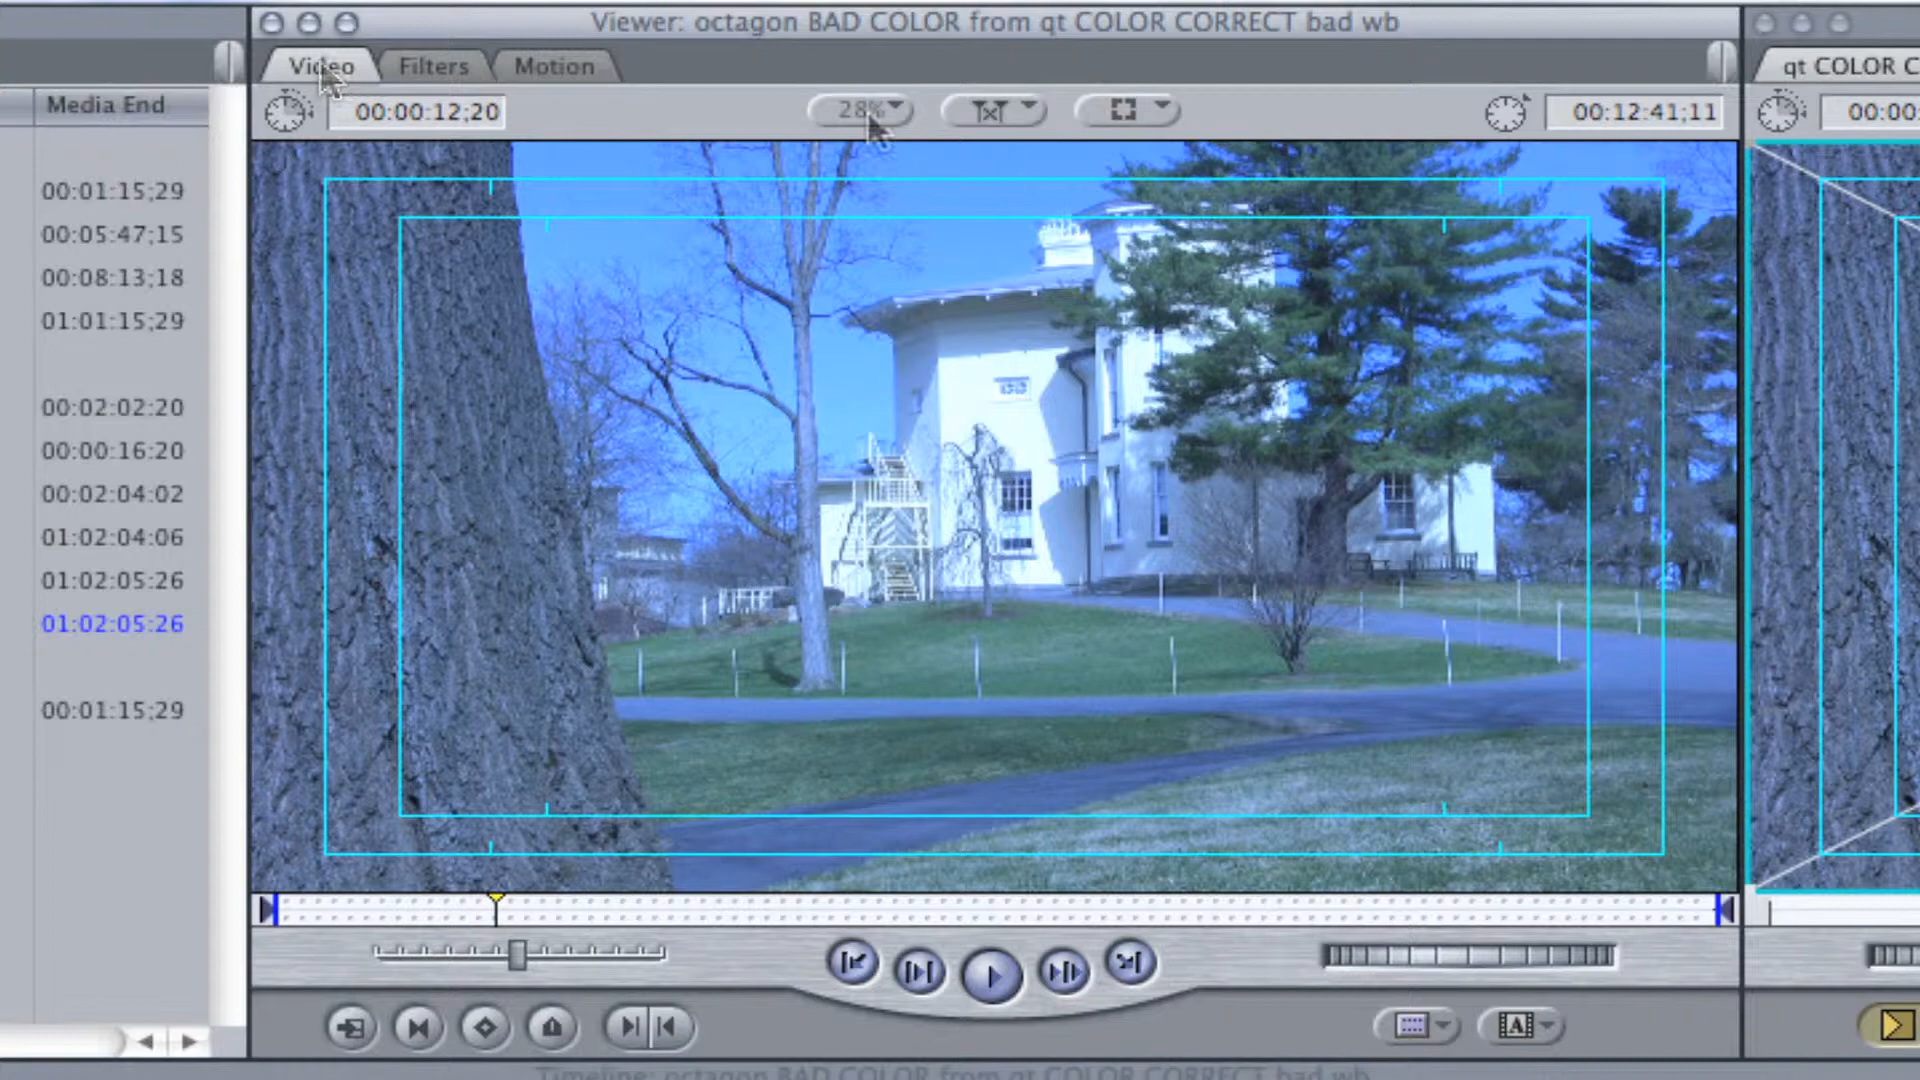 Viewer: octagon BAD COLOR from qt COLOR CORRECT bad wb
Video
Filters
Motion
qt COLOR C
Media End
00:00:12;20
28%
00:12:41;11
00:00:
00:01:15;29
00:05:47;15
00:08:13;18
01:01:15;29
00:02:02:20
00:00:16:20
00:02:04:02
01:02:04:06
01:02:05:26
01:02:05:26
00:01:15;29
A
Timeline: octagon BAD COLOR from qt COLOR CORRECT bad wb